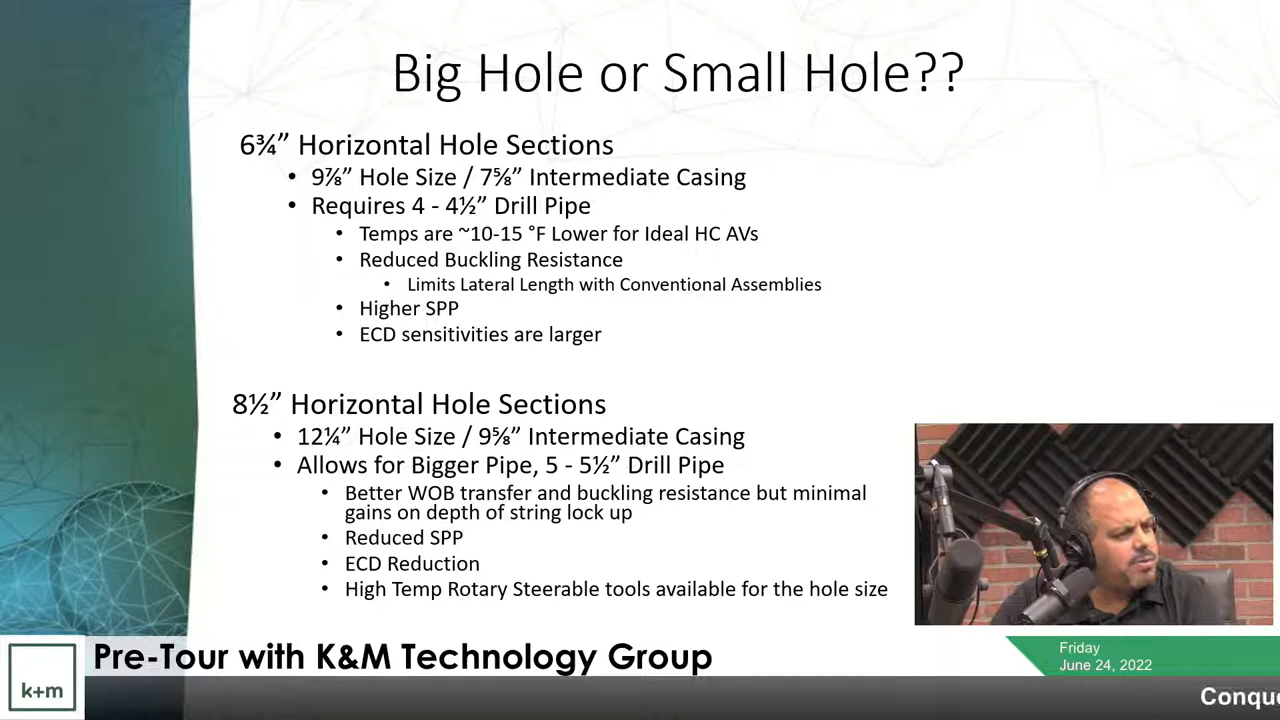 Big Hole or Small Hole??
6¾” Horizontal Hole Sections
• 9⅞” Hole Size / 7⅝” Intermediate Casing
• Requires 4 - 4½” Drill Pipe
• Temps are ~10-15 °F Lower for Ideal HC AVs
• Reduced Buckling Resistance
• Limits Lateral Length with Conventional Assemblies
• Higher SPP
• ECD sensitivities are larger
8½” Horizontal Hole Sections
• 12¼” Hole Size / 9⅝” Intermediate Casing
• Allows for Bigger Pipe, 5 - 5½” Drill Pipe
• Better WOB transfer and buckling resistance but minimal
gains on depth of string lock up
• Reduced SPP
• ECD Reduction
• High Temp Rotary Steerable tools available for the hole size
k+m
Pre-Tour with K&M Technology Group
Friday
June 24, 2022